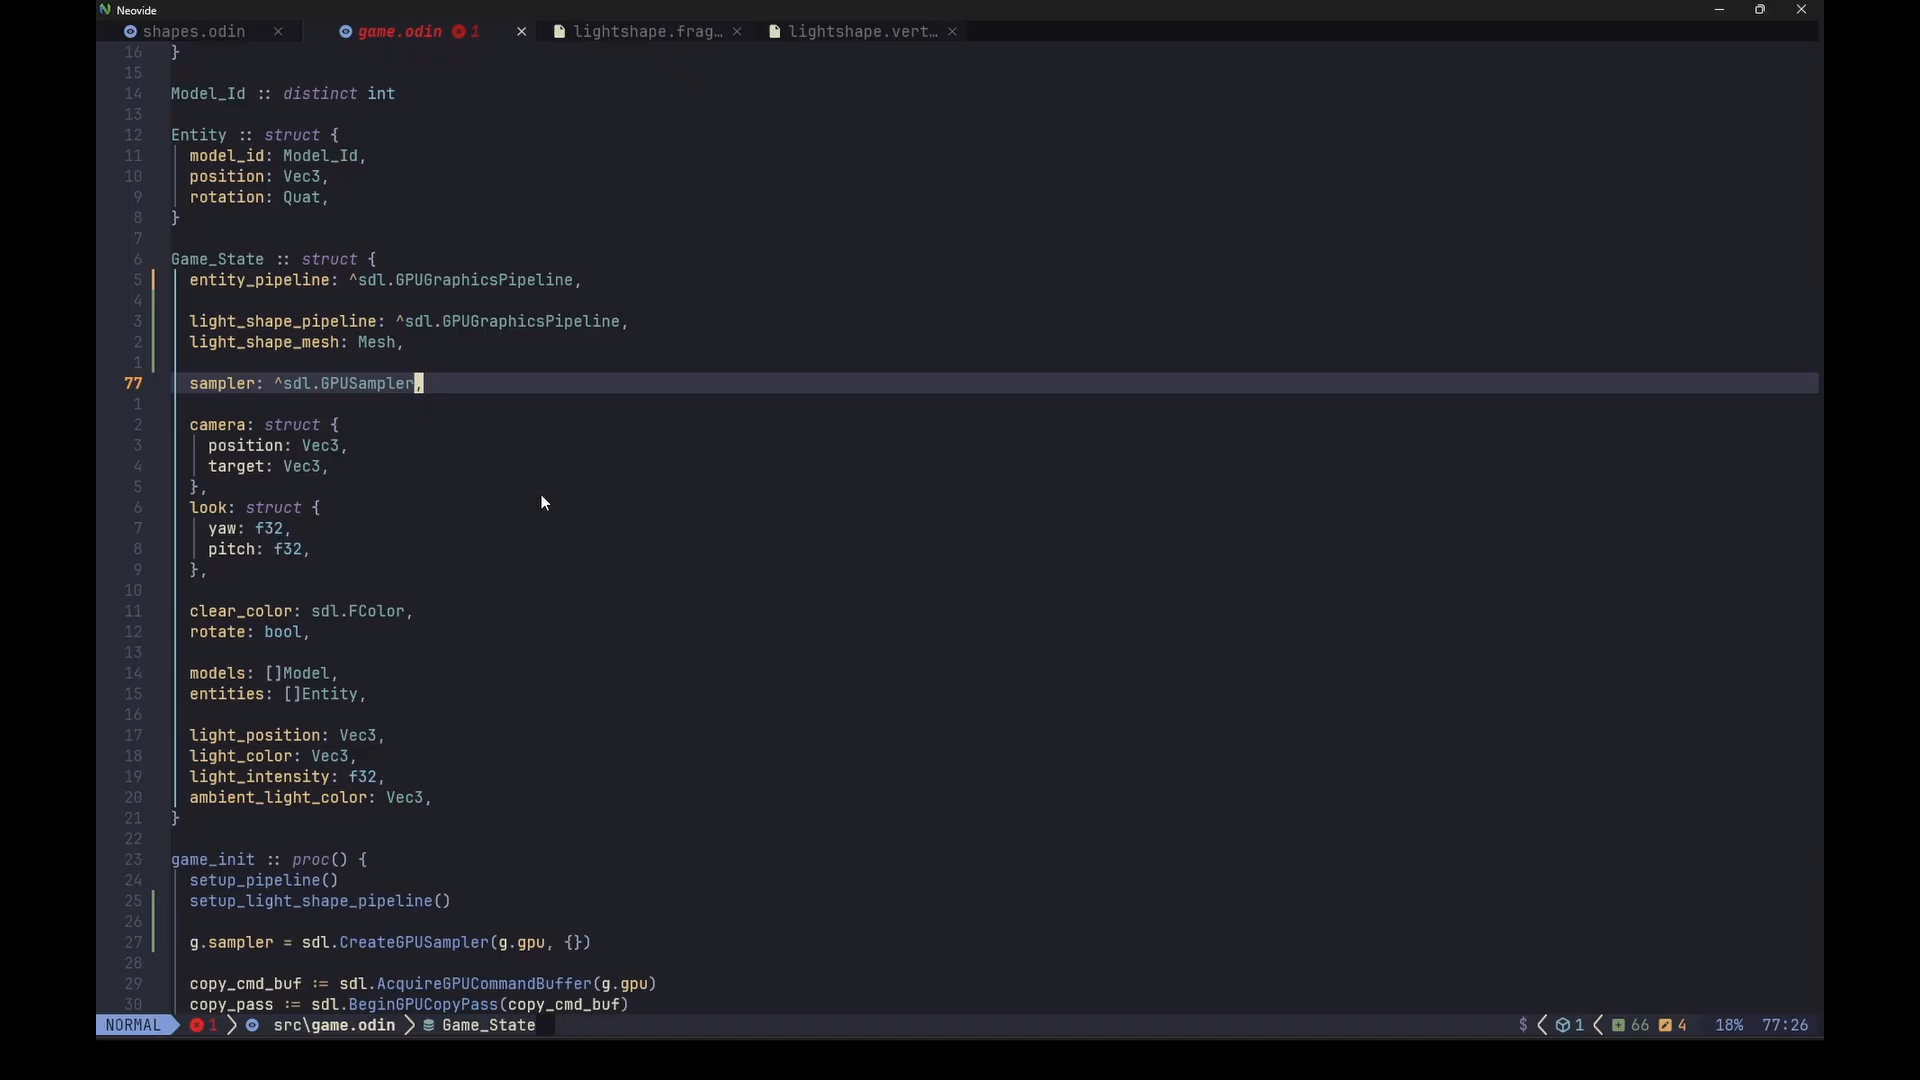 Neovide
shapes.odin game.odin 1 lightshape.frag… lightshape.vert…
16 }
15
14 Model_Id :: distinct int
13
12 Entity :: struct {
11 model_id: Model_Id,
10 position: Vec3,
9 rotation: Quat,
8 }
7
6 Game_State :: struct {
5 entity_pipeline: ^sdl.GPUGraphicsPipeline,
4
3 light_shape_pipeline: ^sdl.GPUGraphicsPipeline,
2 light_shape_mesh: Mesh,
1
77 sampler: ^sdl.GPUSampler,
1
2 camera: struct {
3 position: Vec3,
4 target: Vec3,
5 },
6 look: struct {
7 yaw: f32,
8 pitch: f32,
9 },
10
11 clear_color: sdl.FColor,
12 rotate: bool,
13
14 models: []Model,
15 entities: []Entity,
16
17 light_position: Vec3,
18 light_color: Vec3,
19 light_intensity: f32,
20 ambient_light_color: Vec3,
21 }
22
23 game_init :: proc() {
24 setup_pipeline()
25 setup_light_shape_pipeline()
26
27 g.sampler = sdl.CreateGPUSampler(g.gpu, {})
28
29 copy_cmd_buf := sdl.AcquireGPUCommandBuffer(g.gpu)
30 copy_pass := sdl.BeginGPUCopyPass(copy_cmd_buf)
NORMAL 1 src\game.odin Game_State $ 1 66 4 18% 77:26